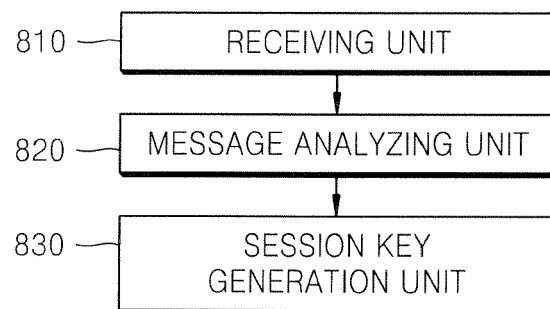 810 RECEIVING UNIT
820 MESSAGE ANALYZING UNIT
830 SESSION KEY
GENERATION UNIT